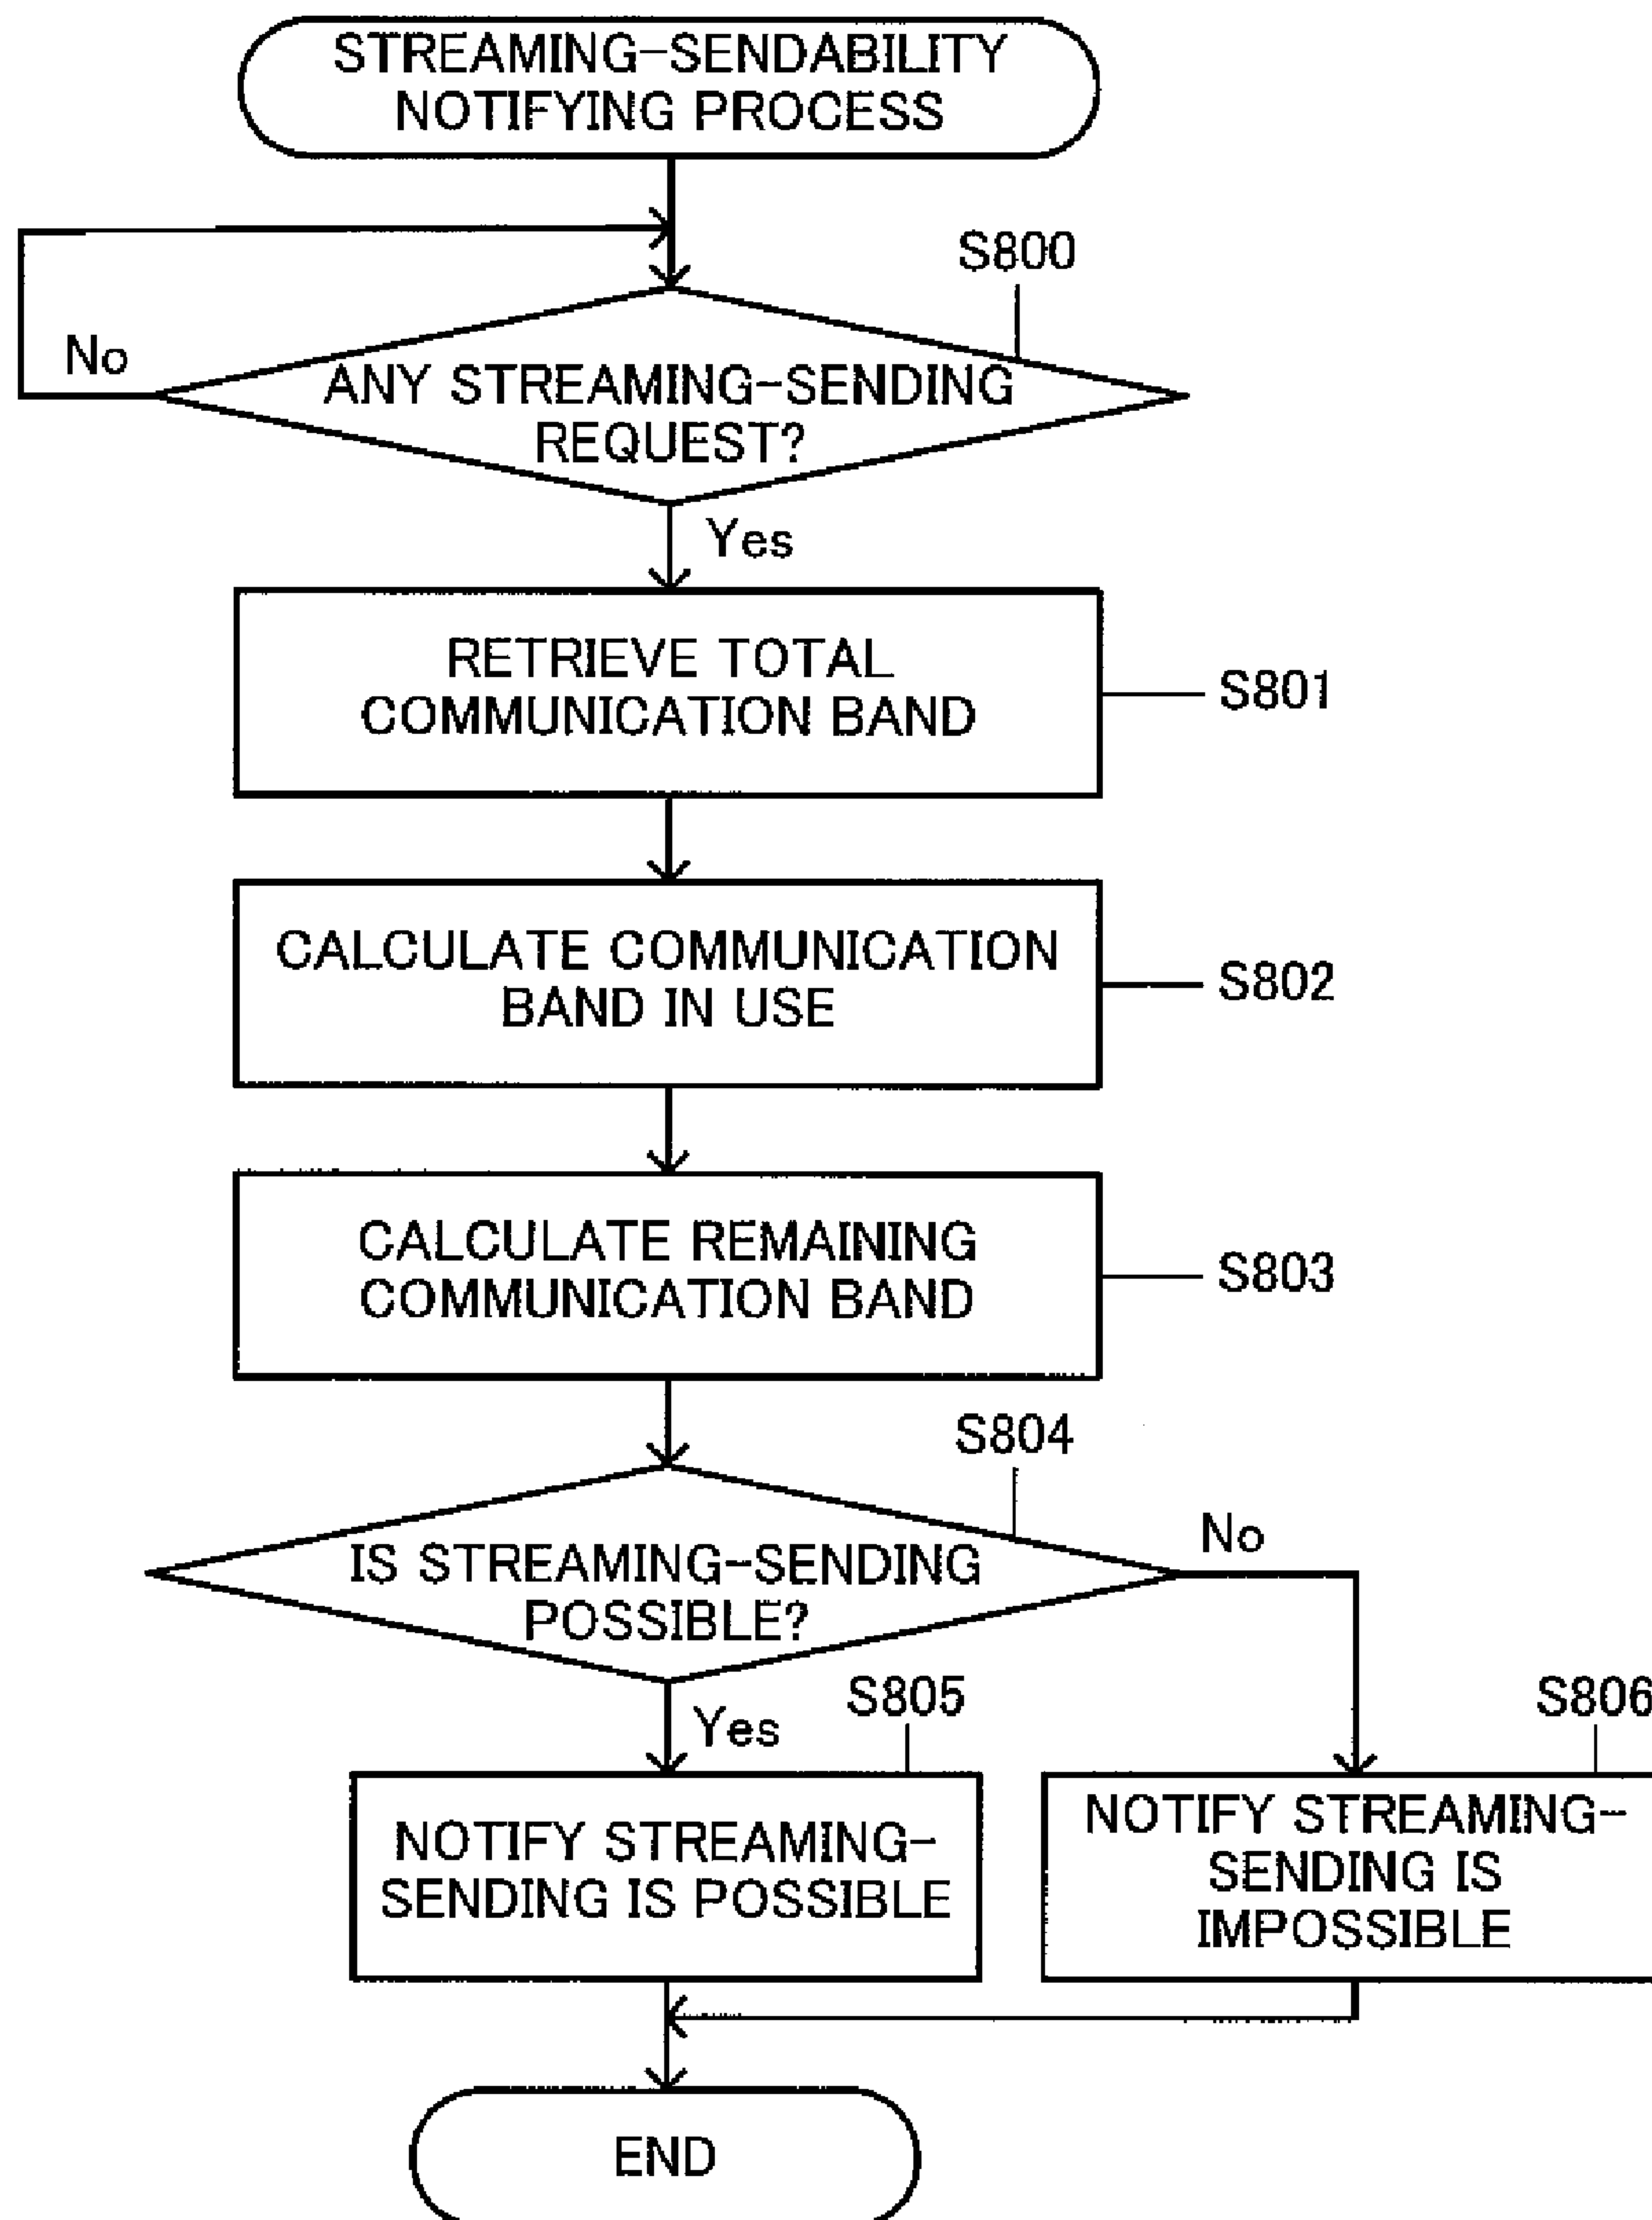 STREAMING-SENDABILITY
NOTIFYING PROCESS
S800
No
ANY STREAMING-SENDING
REQUEST?
Yes
RETRIEVE TOTAL
COMMUNICATION BAND
S801
CALCULATE COMMUNICATION
BAND IN USE
S802
CALCULATE REMAINING
COMMUNICATION BAND
S803
S804
No
IS STREAMING-SENDING
POSSIBLE?
Yes
S805
S806
NOTIFY STREAMING-
SENDING IS POSSIBLE
NOTIFY STREAMING-
SENDING IS
IMPOSSIBLE
END